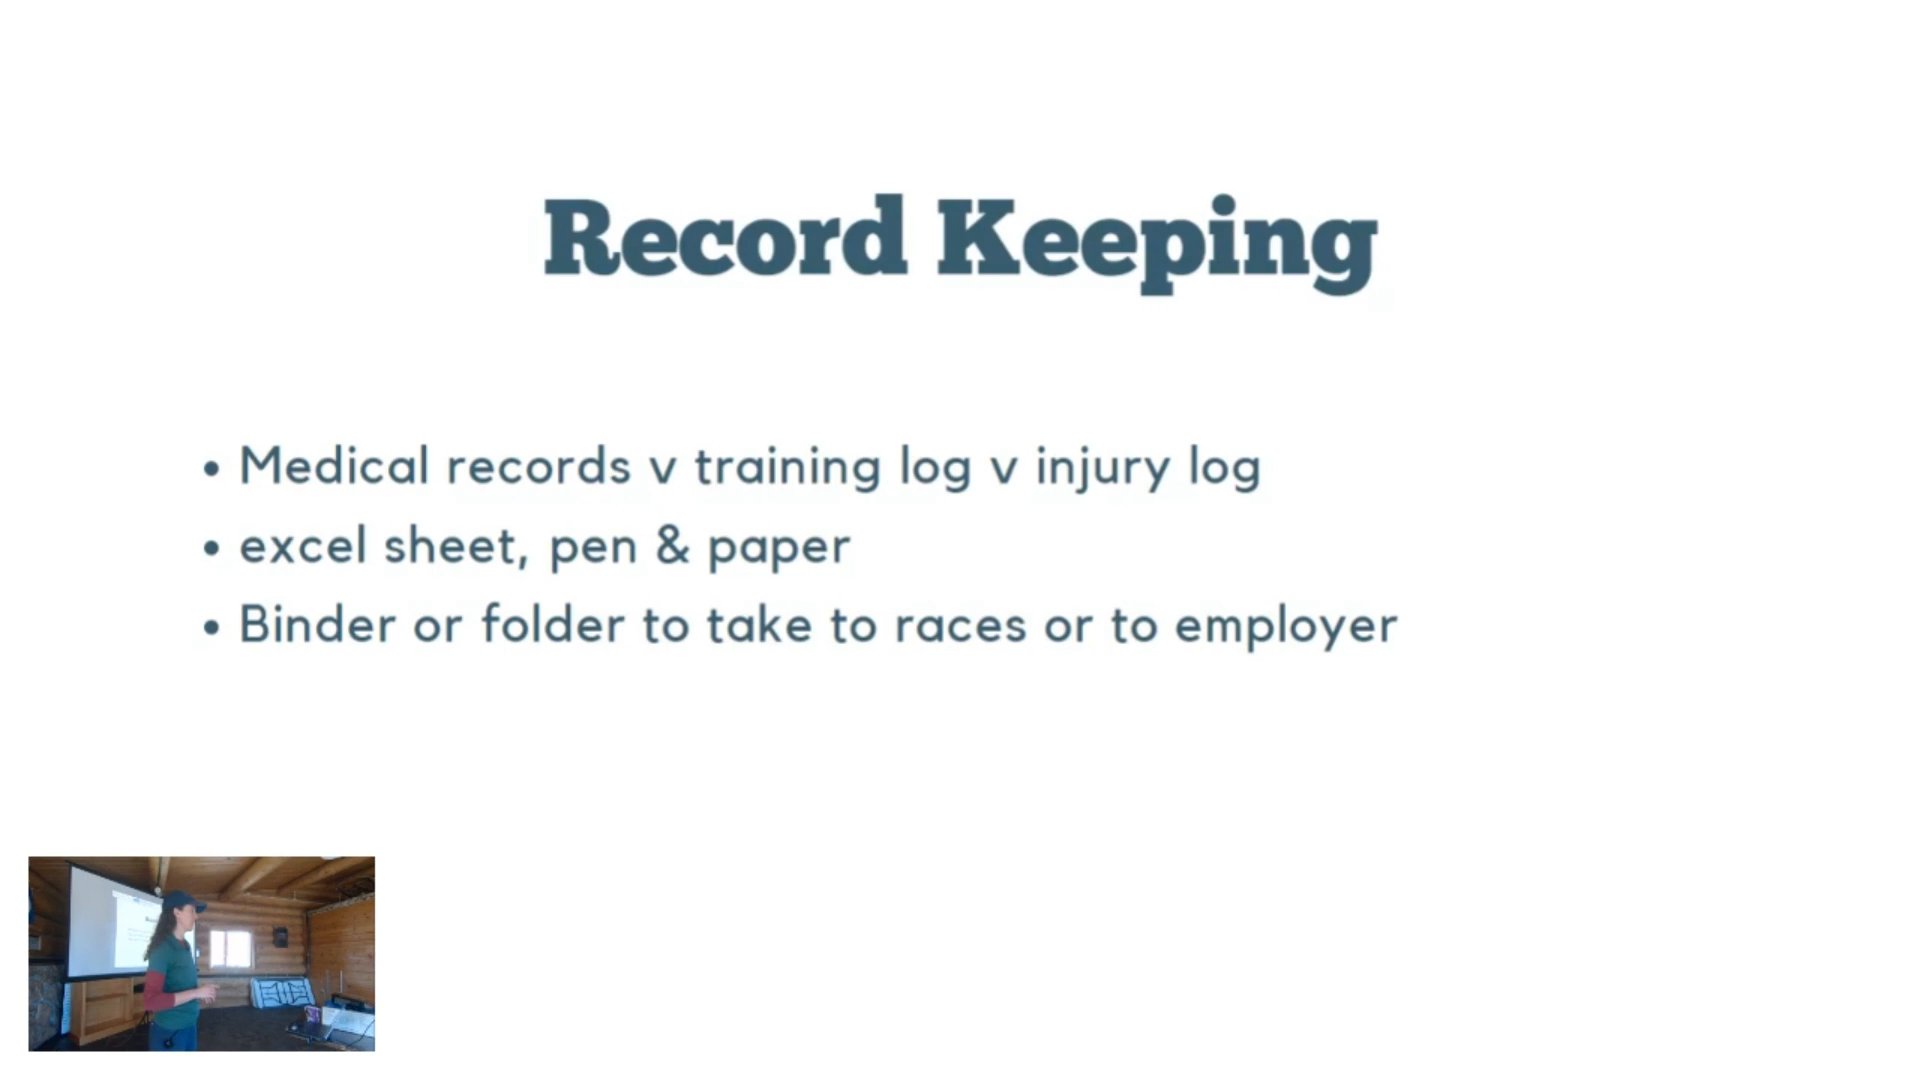 Record Keeping
• Medical records v training log v injury log
• excel sheet, pen & paper
• Binder or folder to take to races or to employer